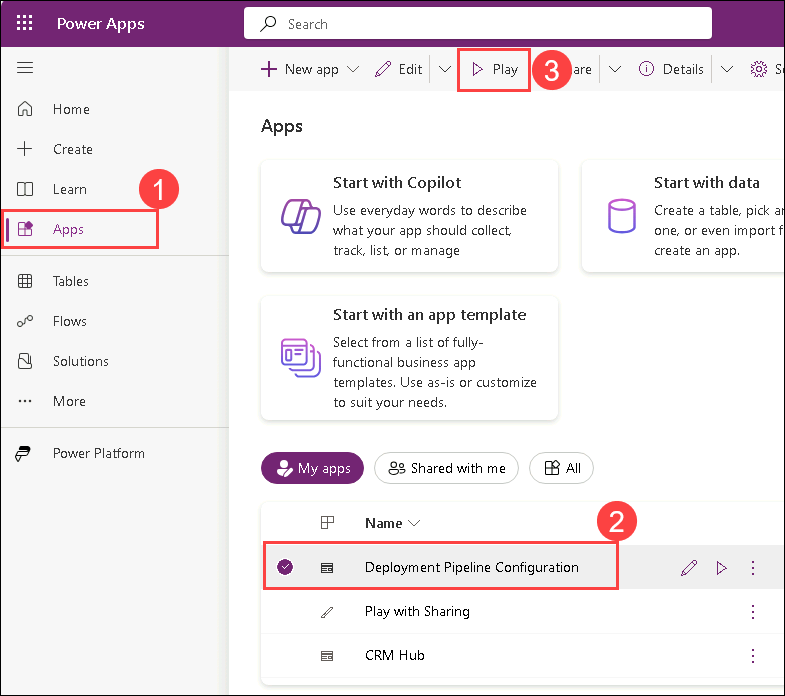 Power Apps
Search
New app
Edit
Play
3
are
Details
Home
Create
Learn
1
Apps
Tables
Flows
Solutions
More
Power Platform
Apps
Start with Copilot
Use everyday words to describe
what your app should collect,
track, list, or manage
Start with data
Create a table, pick
one, or even import
create an app.
Start with an app template
Select from a list of fully-
functional business app
templates. Use as-is or customize
to suit your needs.
My apps
Shared with me
All
Name
2
Deployment Pipeline Configuration
Play with Sharing
CRM Hub